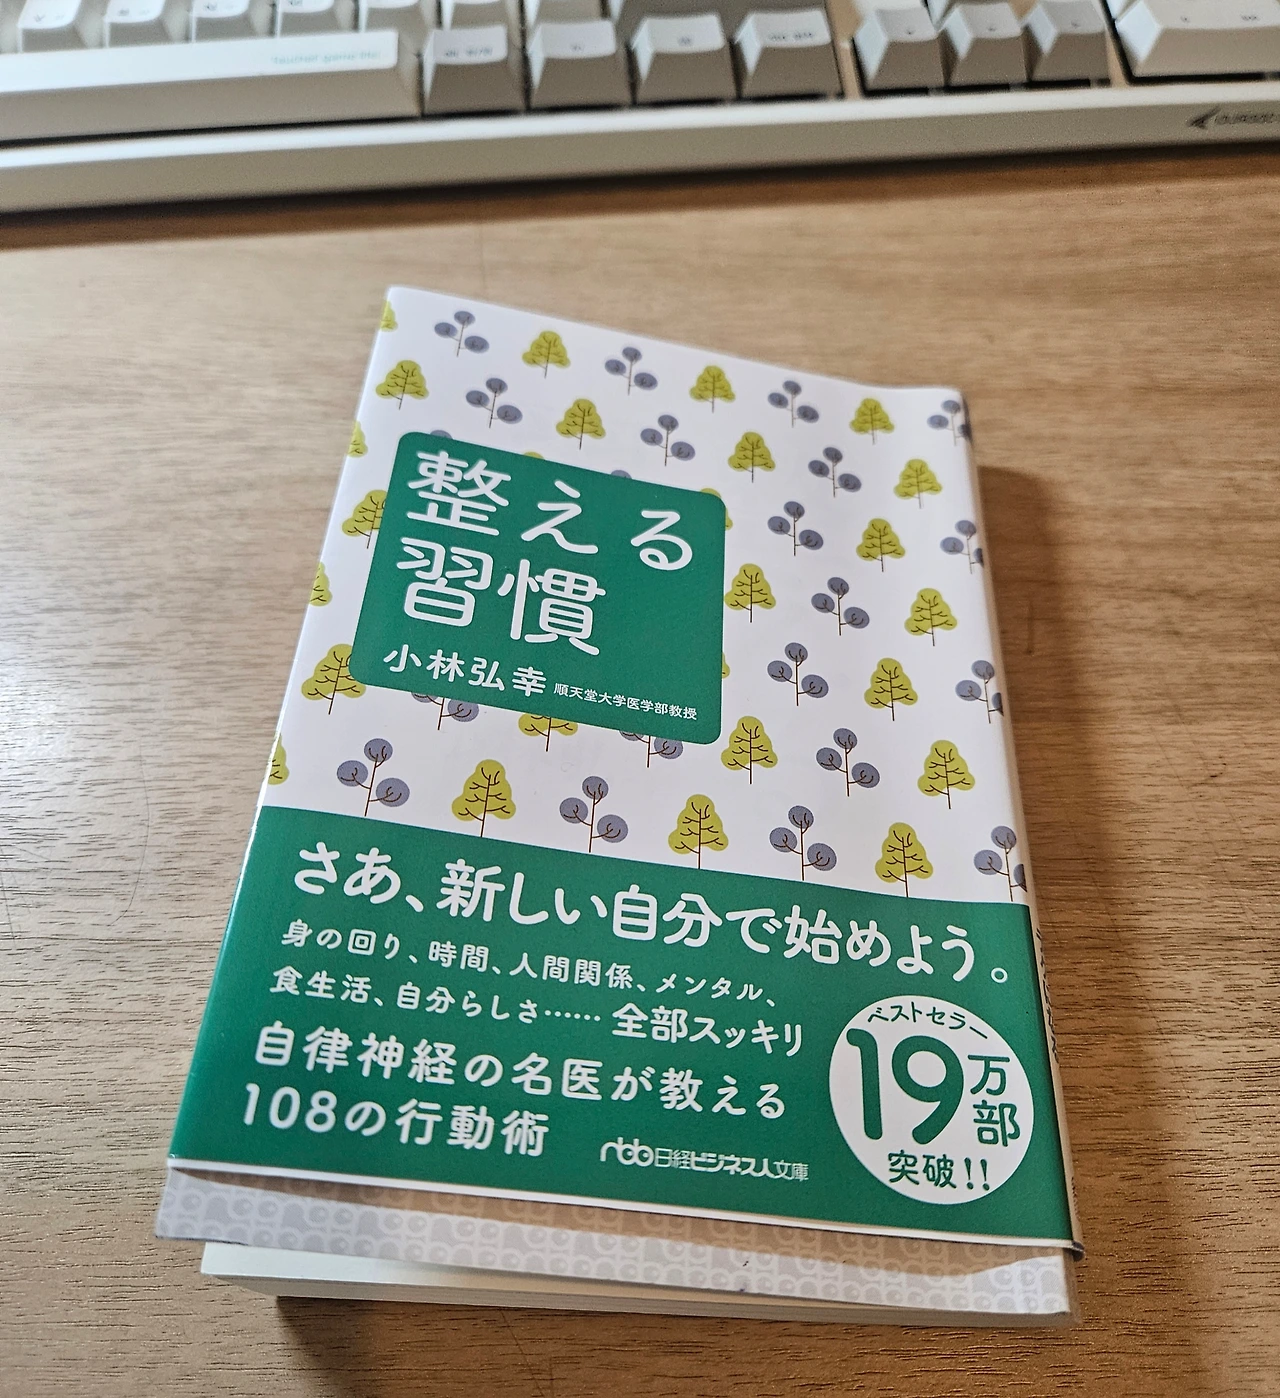 整える
習慣
小林弘幸 順天堂大学医学部教授
さあ、新しい自分で始めよう。
身の回り、時間、人間関係、メンタル、
食生活、自分らしさ…… 全部スッキリ
自律神経の名医が教える
108の行動術
nbb日経ビジネス人文庫
ベストセラー
19万部
突破!!